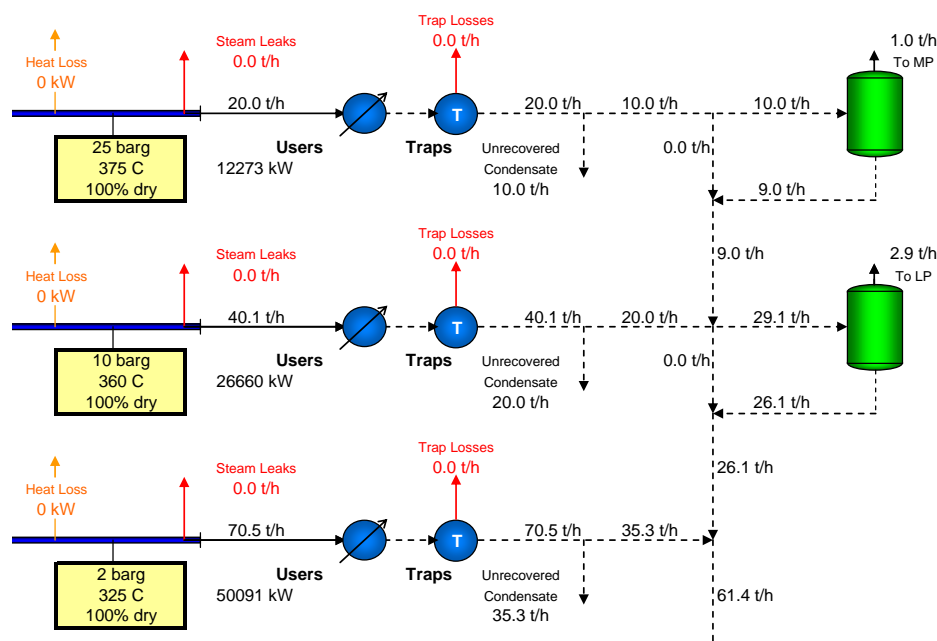 Steam Leaks
0.0 t/h
Trap Losses
0.0 t/h
1.0 t/h
To MP
Heat Loss
0 kW
20.0 t/h
T
20.0 t/h
10.0 t/h
10.0 t/h
25 barg
375 C
100% dry
Users
12273 kW
Traps
Unrecovered
Condensate
10.0 t/h
0.0 t/h
9.0 t/h
Steam Leaks
0.0 t/h
Trap Losses
0.0 t/h
9.0 t/h
2.9 t/h
To LP
Heat Loss
0 kW
40.1 t/h
T
40.1 t/h
20.0 t/h
29.1 t/h
10 barg
360 C
100% dry
Users
26660 kW
Traps
Unrecovered
Condensate
20.0 t/h
0.0 t/h
26.1 t/h
Steam Leaks
0.0 t/h
Trap Losses
0.0 t/h
26.1 t/h
Heat Loss
0 kW
70.5 t/h
T
70.5 t/h
35.3 t/h
2 barg
325 C
100% dry
Users
50091 kW
Traps
Unrecovered
Condensate
35.3 t/h
61.4 t/h